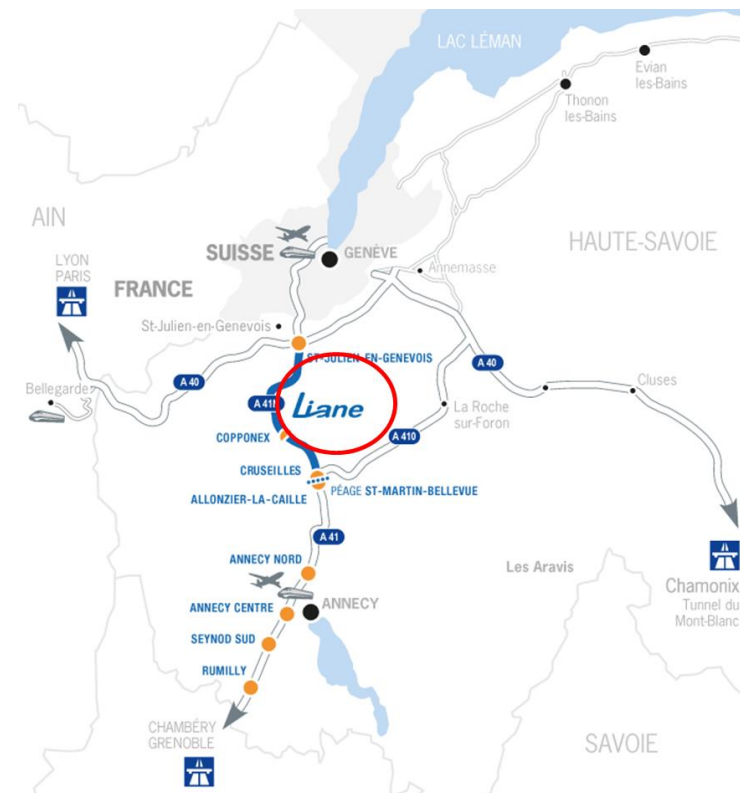 LAC LÉMAN
Evian
les-Bains
Thonon
les-Bains
AIN
SUISSE
GENÈVE
HAUTE-SAVOIE
LYON
PARIS
Annemasse
FRANCE
St-Julien-en-Genevois
ST-JULIEN-EN-GENEVOIS
A 40
A 40
Bellegarde
Cluses
A 41N
Liane
La Roche
sur-Foron
COPPONEX
A 410
CRUSEILLES
PÉAGE ST-MARTIN-BELLEVUE
ALLONZIER-LA-CAILLE
A 41
ANNECY NORD
Les Aravis
Chamonix
Tunnel du
Mont-Blanc
ANNECY CENTRE
ANNECY
SEYNOD SUD
RUMILLY
CHAMBÉRY
GRENOBLE
SAVOIE